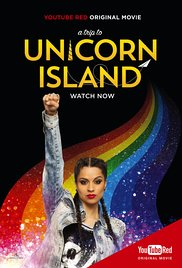 YOUTUBE RED ORIGINAL MOVIE
a trip to
UNICORN
ISLAND
WATCH NOW
YouTube Red
ORIGINAL MOVIE